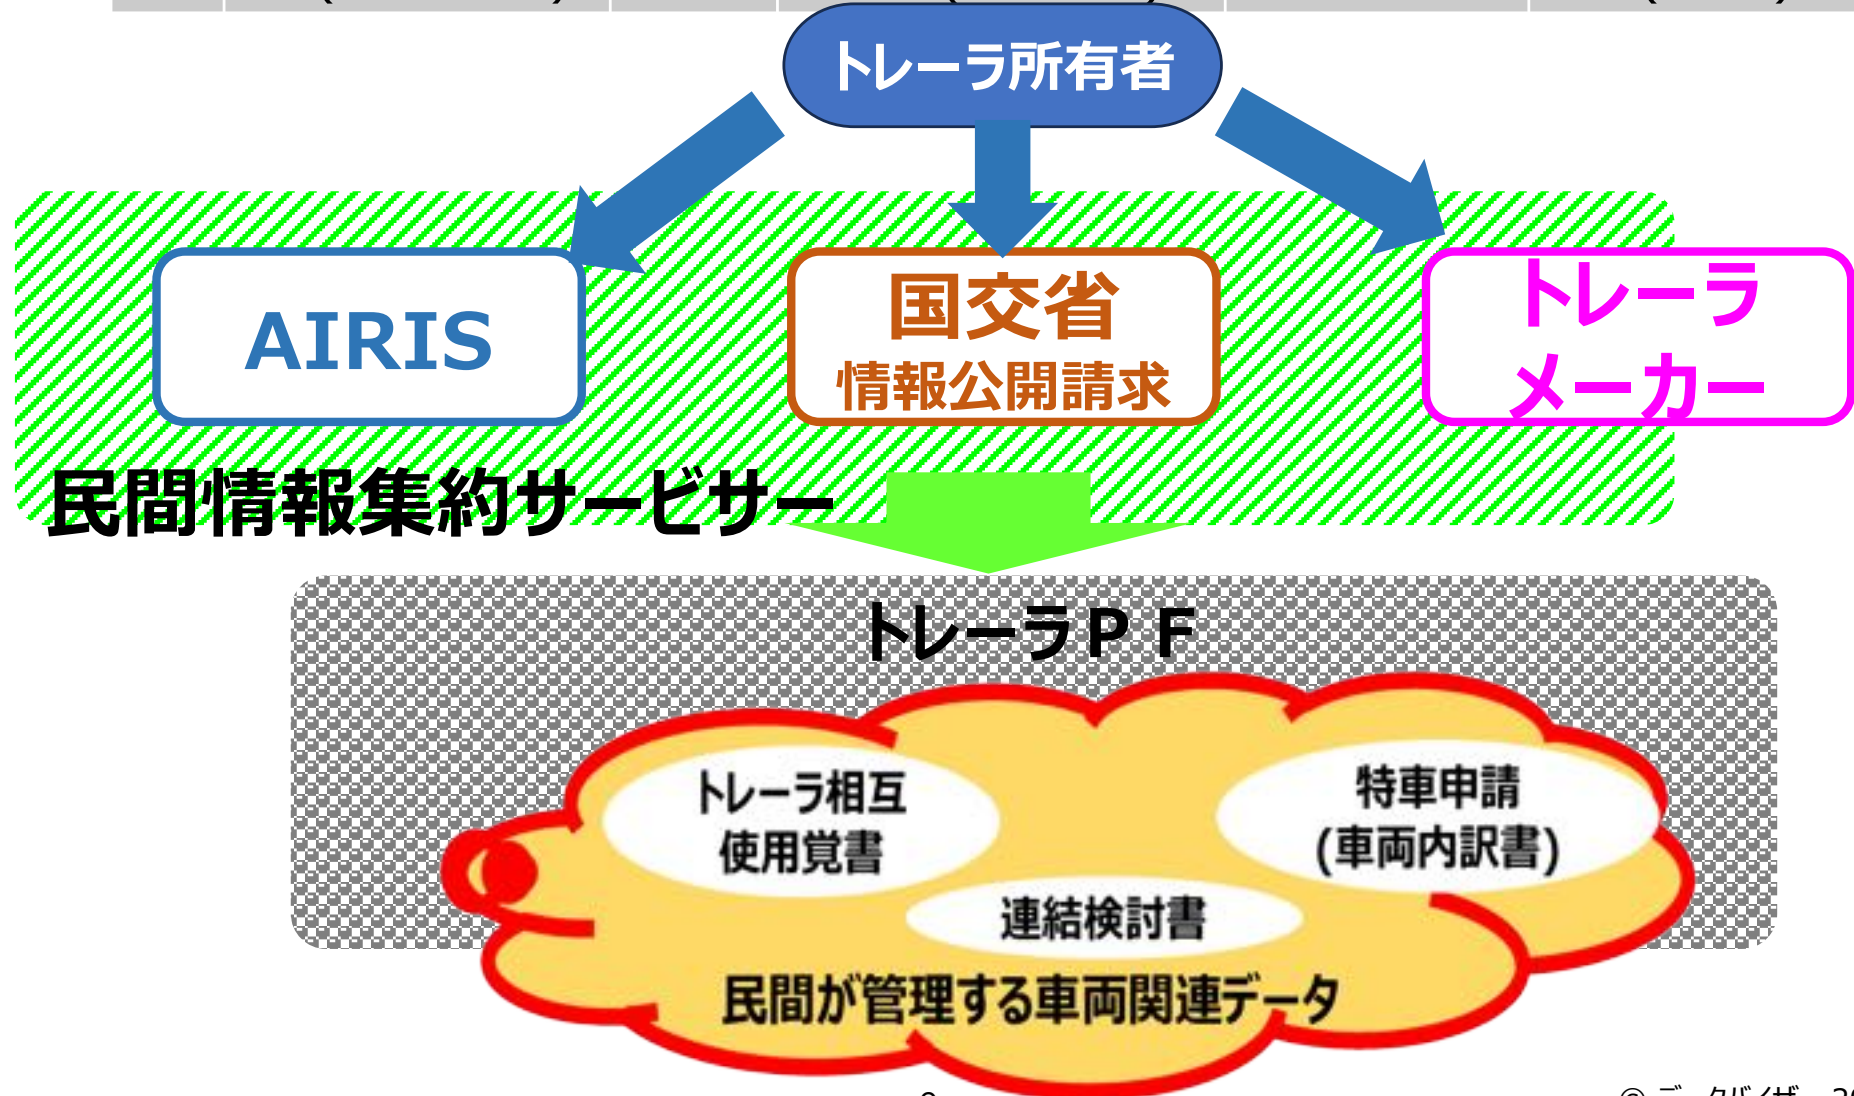 トレーラ所有者
AIRIS
国交省
情報公開請求
トレーラ
メーカー
民間情報集約サービサー
トレーラＰＦ
トレーラ相互
使用覚書
特車申請
(車両内訳書)
連結検討書
民間が管理する車両関連データ